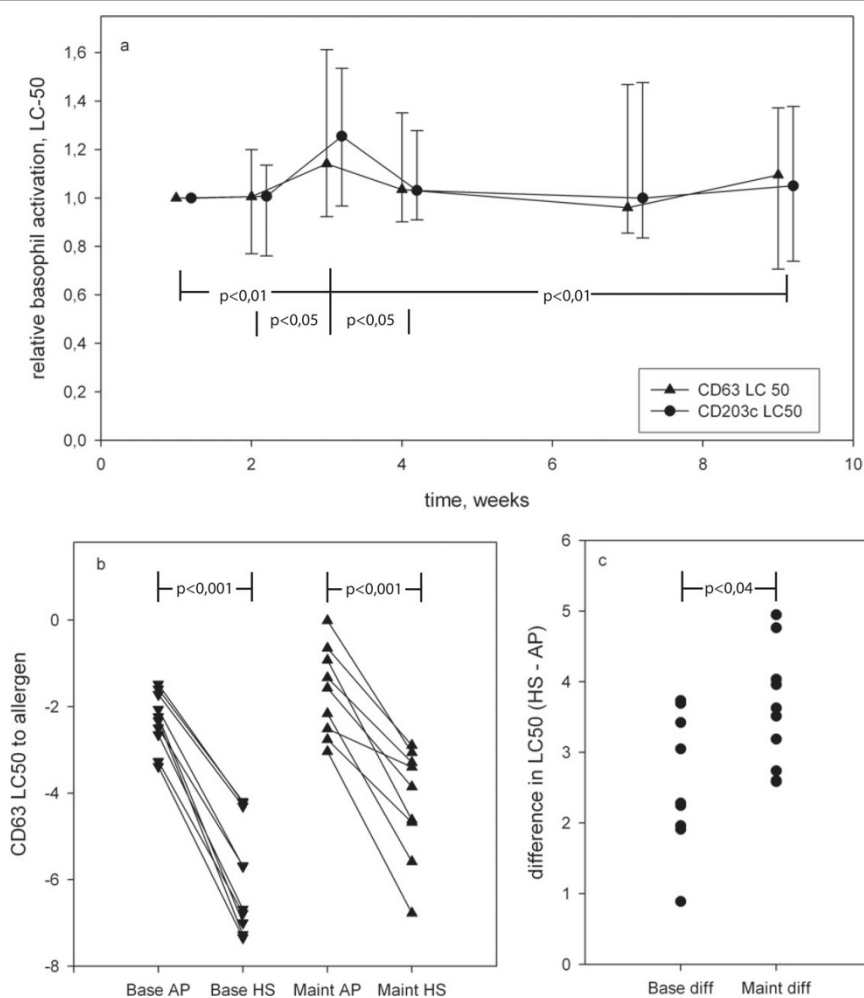 a
relative basophil activation, LC-50
1,6
1,4
1,2
1,0
0,8
0,6
0,4
0,2
0,0
p<0,01
p<0,01
p<0,05
p<0,05
CD63 LC 50
CD203c LC50
0
2
4
6
8
10
time, weeks
b
CD63 LC50 to allergen
0
-2
-4
-6
-8
p<0,001
p<0,001
Base AP
Base HS
Maint AP
Maint HS
c
difference in LC50 (HS - AP)
6
5
4
3
2
1
0
p<0,04
Base diff
Maint diff